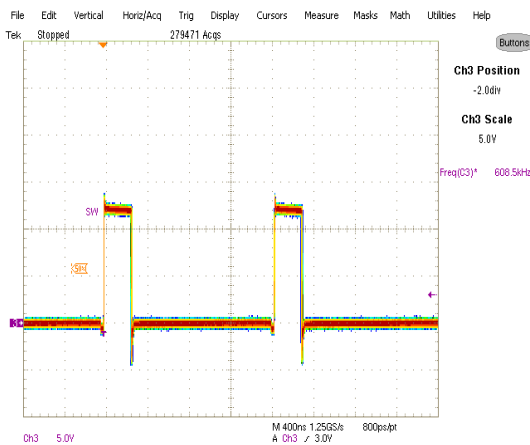 File Edit Vertical Horiz/Acq Trig Display Cursors Measure Masks Math Utilities Help
Tek Stopped 279471 Acqs
Buttons
Ch3 Position
-2.0div
Ch3 Scale
5.0V
Freq(C3)* 608.5kHz
SW
3
M 400ns 1.25GS/s 800ps/pt
Ch3 5.0V A Ch3 / 3.0V